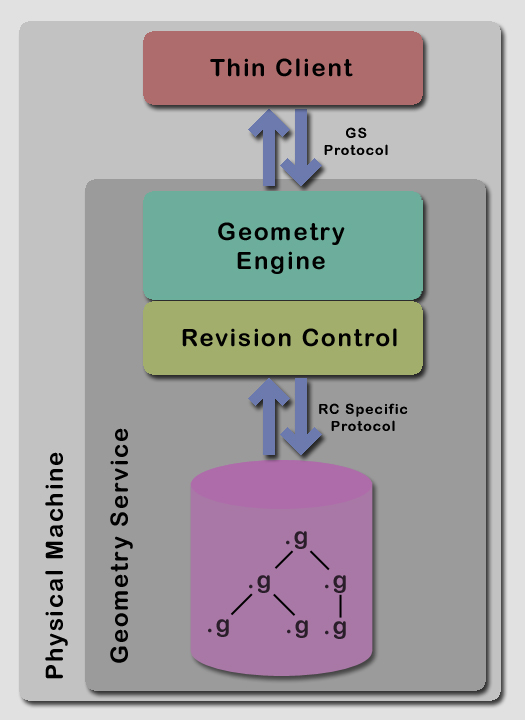 Thin Client
GS
Protocol
Geometry
Engine
Revision Control
RC Specific
Protocol
Physical Machine
Geometry Service
.g
.g .g
.g .g .g